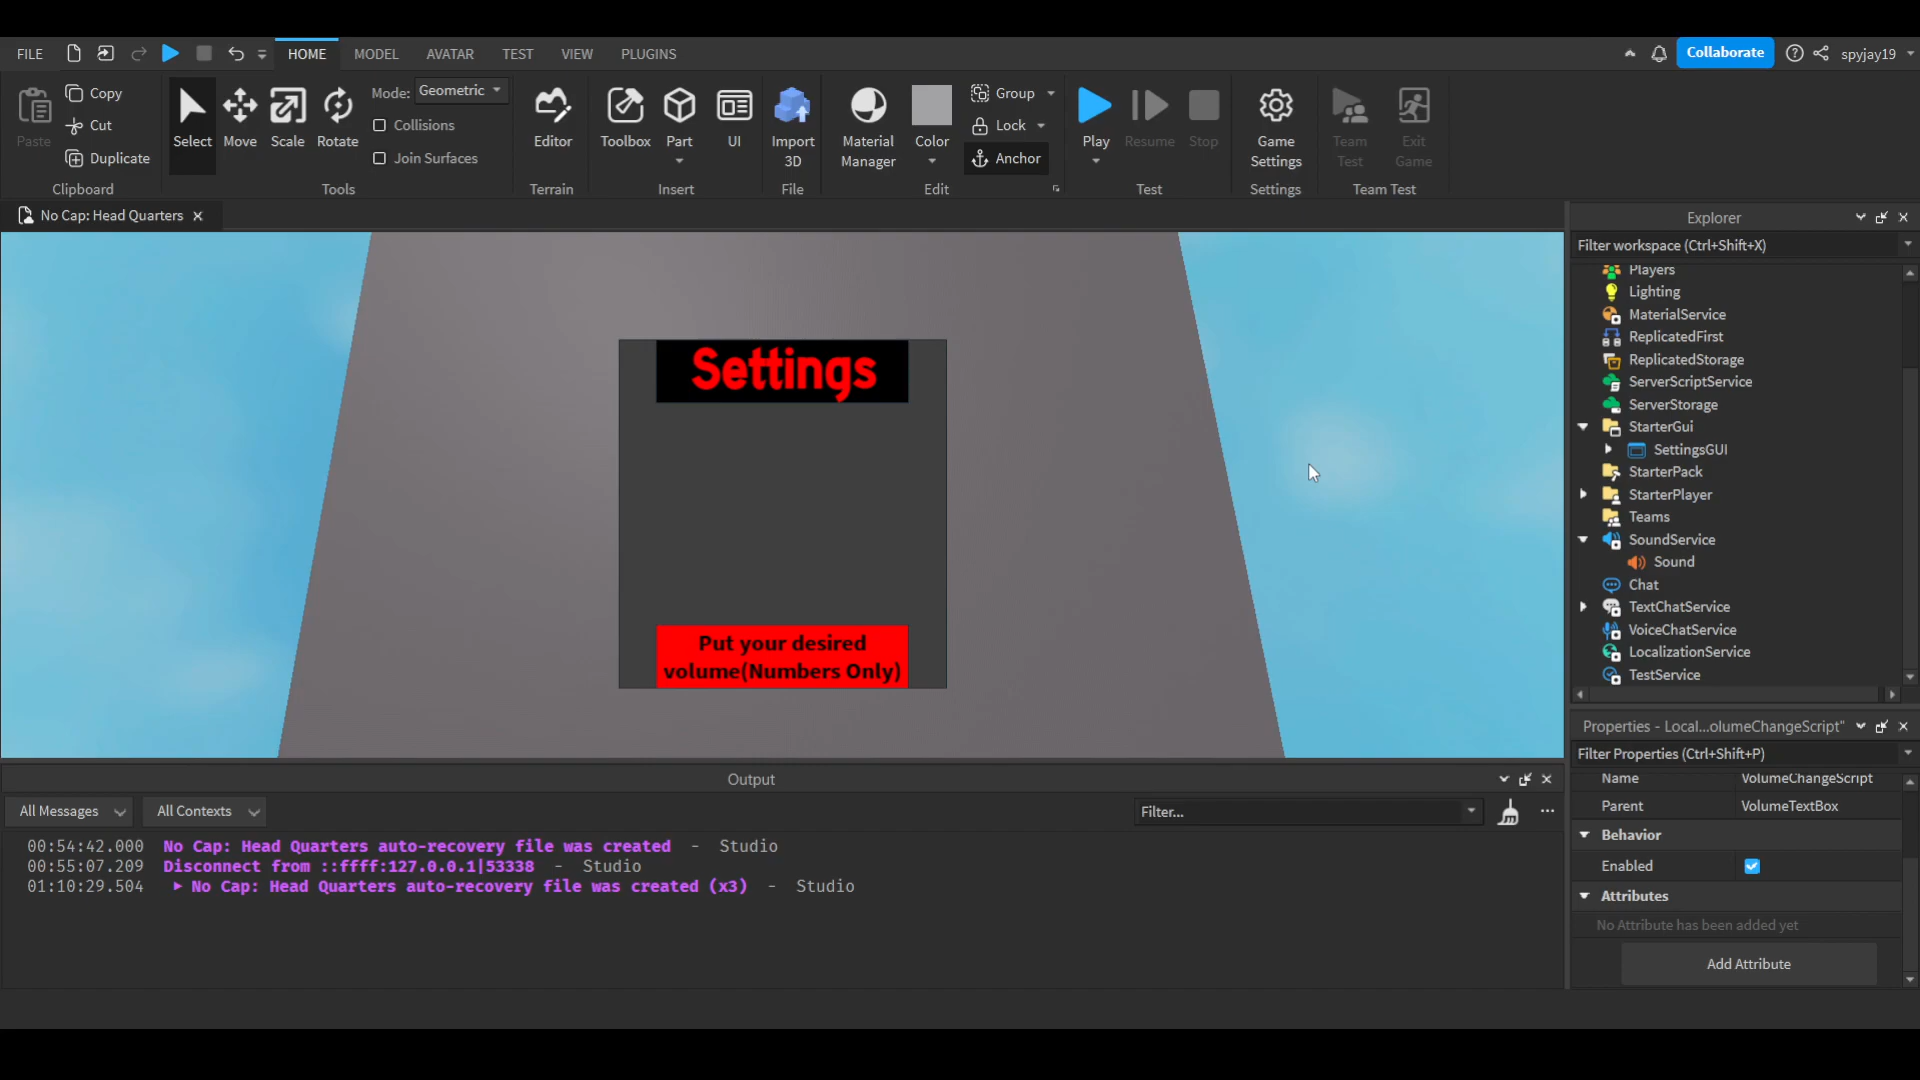 FILE
HOME
MODEL
AVATAR
TEST
VIEW
PLUGINS
Collaborate
spyjay19
Paste
Copy
Cut
Duplicate
Clipboard
Select
Move
Scale
Rotate
Mode: Geometric
Collisions
Join Surfaces
Tools
Editor
Terrain
Toolbox
Part
UI
Insert
Import
3D
File
Material
Manager
Color
Group
Lock
Anchor
Edit
Play
Resume
Stop
Test
Game
Settings
Settings
Team
Test
Exit
Game
Team Test
No Cap: Head Quarters
Settings
Put your desired
volume(Numbers Only)
Explorer
Filter workspace (Ctrl+Shift+X)
Players
Lighting
MaterialService
ReplicatedFirst
ReplicatedStorage
ServerScriptService
ServerStorage
StarterGui
SettingsGUI
StarterPack
StarterPlayer
Teams
SoundService
Sound
Chat
TextChatService
VoiceChatService
LocalizationService
TestService
Properties - Local...olumeChangeScript"
Filter Properties (Ctrl+Shift+P)
Name VolumeChangeScript
Parent VolumeTextBox
Behavior
Enabled
Attributes
No Attribute has been added yet
Add Attribute
Output
All Messages
All Contexts
Filter...
00:54:42.000 No Cap: Head Quarters auto-recovery file was created - Studio
00:55:07.209 Disconnect from ::ffff:127.0.0.1|53338 - Studio
01:10:29.504 No Cap: Head Quarters auto-recovery file was created (x3) - Studio